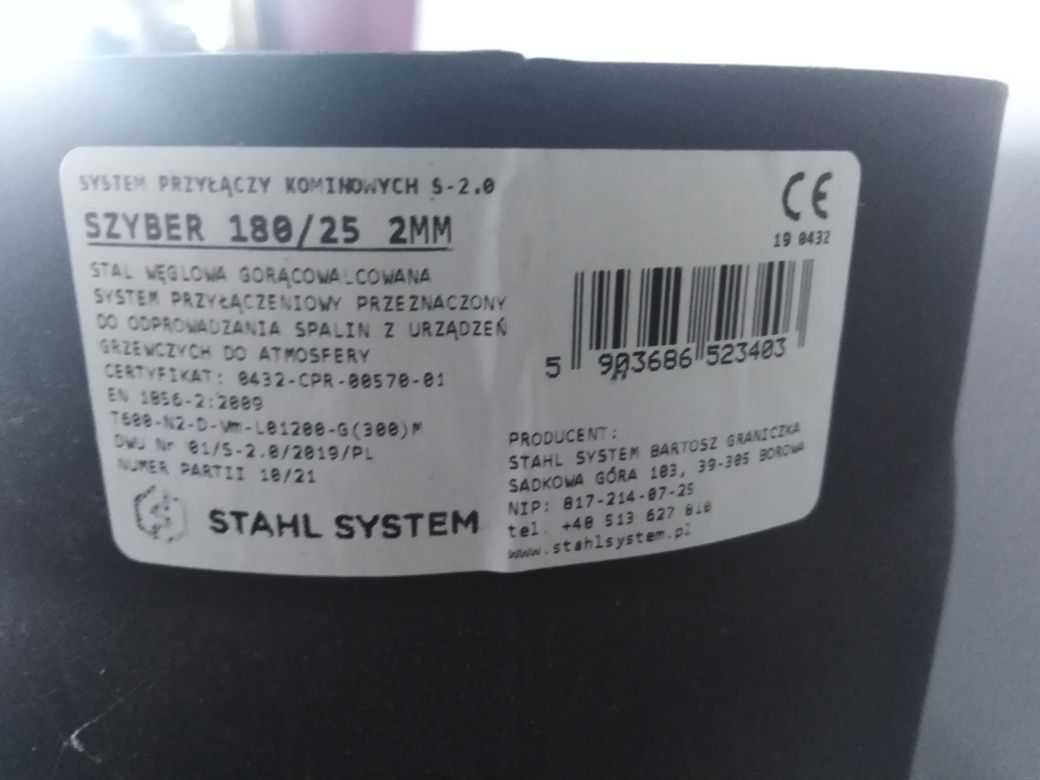 SYSTEM PRZYŁĄCZY KOMINOWYCH S-2.0
SZYBER 180/25 2MM
STAL WĘGLOWA GORĄCOWALCOWANA
SYSTEM PRZYŁĄCZENIOWY PRZEZNACZONY
DO ODPROWADZANIA SPALIN Z URZĄDZEŃ
GRZEWCZYCH DO ATMOSFERY
CERTYFIKAT: 0432-CPR-00570-01
EN 1856-2:2009
T600-N2-D-Vm-L01200-G(300)M
DWU Nr 01/S-2.0/2019/PL
NUMER PARTII 10/21
STAHL SYSTEM
CE
19 0432
5 903686 523403
PRODUCENT:
STAHL SYSTEM BARTOSZ GRANICZKA
SADKOWA GÓRA 103, 39-305 BOROWA
NIP: 817-214-07-25
tel. +48 513 627 810
www.stahlsystem.pl